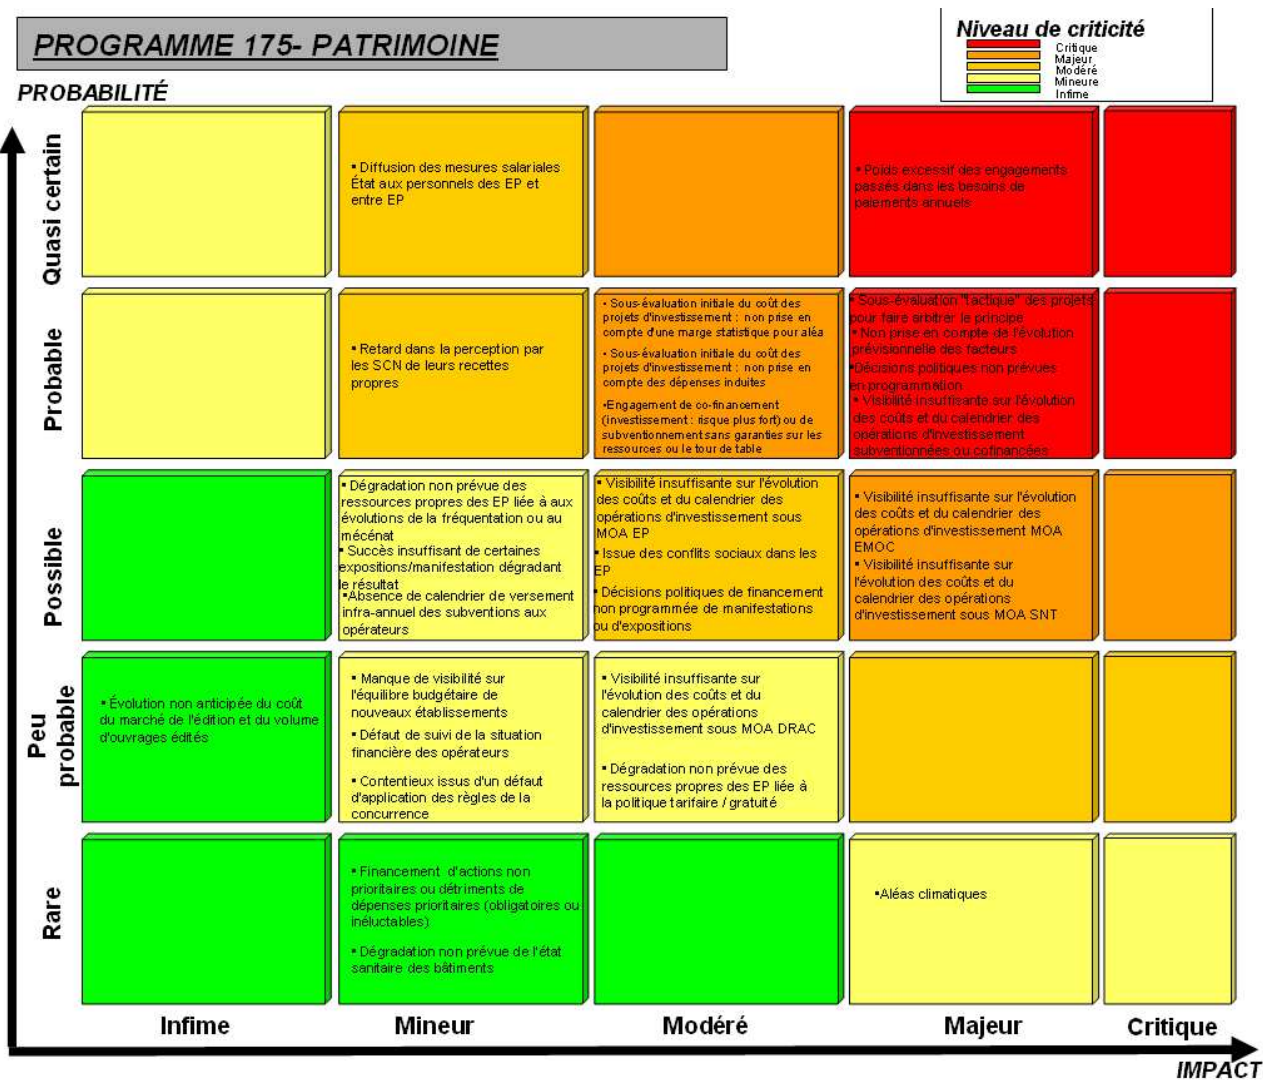 PROGRAMME 175- PATRIMOINE
Niveau de criticité
Critique
Majeur
Modéré
Mineure
Infime
PROBABILITÉ
Quasi certain
▪ Diffusion des mesures salariales
État aux personnels des EP et
entre EP
▪ Poids excessif des engagements
passés dans les besoins de
paiements annuels
Probable
▪ Retard dans la perception par
les SCN de leurs recettes
propres
▪ Sous-évaluation initiale du coût des
projets d'investissement : non prise en
compte d'une marge statistique pour aléa
▪ Sous-évaluation initiale du coût des
projets d'investissement : non prise en
compte des dépenses induites
▪Engagement de co-financement
(Investissement : risque plus fort) ou de
subventionnement sans garanties sur les
ressources ou le tour de table
▪ Sous-évaluation "tactique" des projets
pour faire arbitrer le principe
▪ Non prise en compte de l'évolution
prévisionnelle des facteurs
▪Décisions politiques non prévues
en programmation
▪ Visibilité insuffisante sur l'évolution
des coûts et du calendrier des
opérations d'investissement
subventionnées ou cofinancées
Possible
▪ Dégradation non prévue des
ressources propres des EP liée à aux
évolutions de la fréquentation ou au
mécénat
▪ Succès insuffisant de certaines
expositions/manifestation dégradant
le résultat
▪Absence de calendrier de versement
infra-annuel des subventions aux
opérateurs
▪ Visibilité insuffisante sur l'évolution
des coûts et du calendrier des
opérations d'investissement sous
MOA EP
▪ Issue des conflits sociaux dans les
EP
▪ Décisions politiques de financement
non programmée de manifestations
ou d'expositions
▪ Visibilité insuffisante sur l'évolution
des coûts et du calendrier des
opérations d'investissement MOA
EMOC
▪ Visibilité insuffisante sur
l'évolution des coûts et du
calendrier des opérations
d'investissement sous MOA SNT
Peu
probable
▪ Évolution non anticipée du coût
du marché de l'édition et du volume
d'ouvrages édités
▪ Manque de visibilité sur
l'équilibre budgétaire de
nouveaux établissements
▪ Défaut de suivi de la situation
financière des opérateurs
▪ Contentieux issus d'un défaut
d'application des règles de la
concurrence
▪ Visibilité insuffisante sur
l'évolution des coûts et du
calendrier des opérations
d'investissement sous MOA DRAC
▪ Dégradation non prévue des
ressources propres des EP liée à
la politique tarifaire / gratuité
Rare
▪ Financement d'actions non
prioritaires ou détriments de
dépenses prioritaires (obligatoires ou
inéluctables)
▪ Dégradation non prévue de l'état
sanitaire des bâtiments
▪Aléas climatiques
Infime
Mineur
Modéré
Majeur
Critique
IMPACT